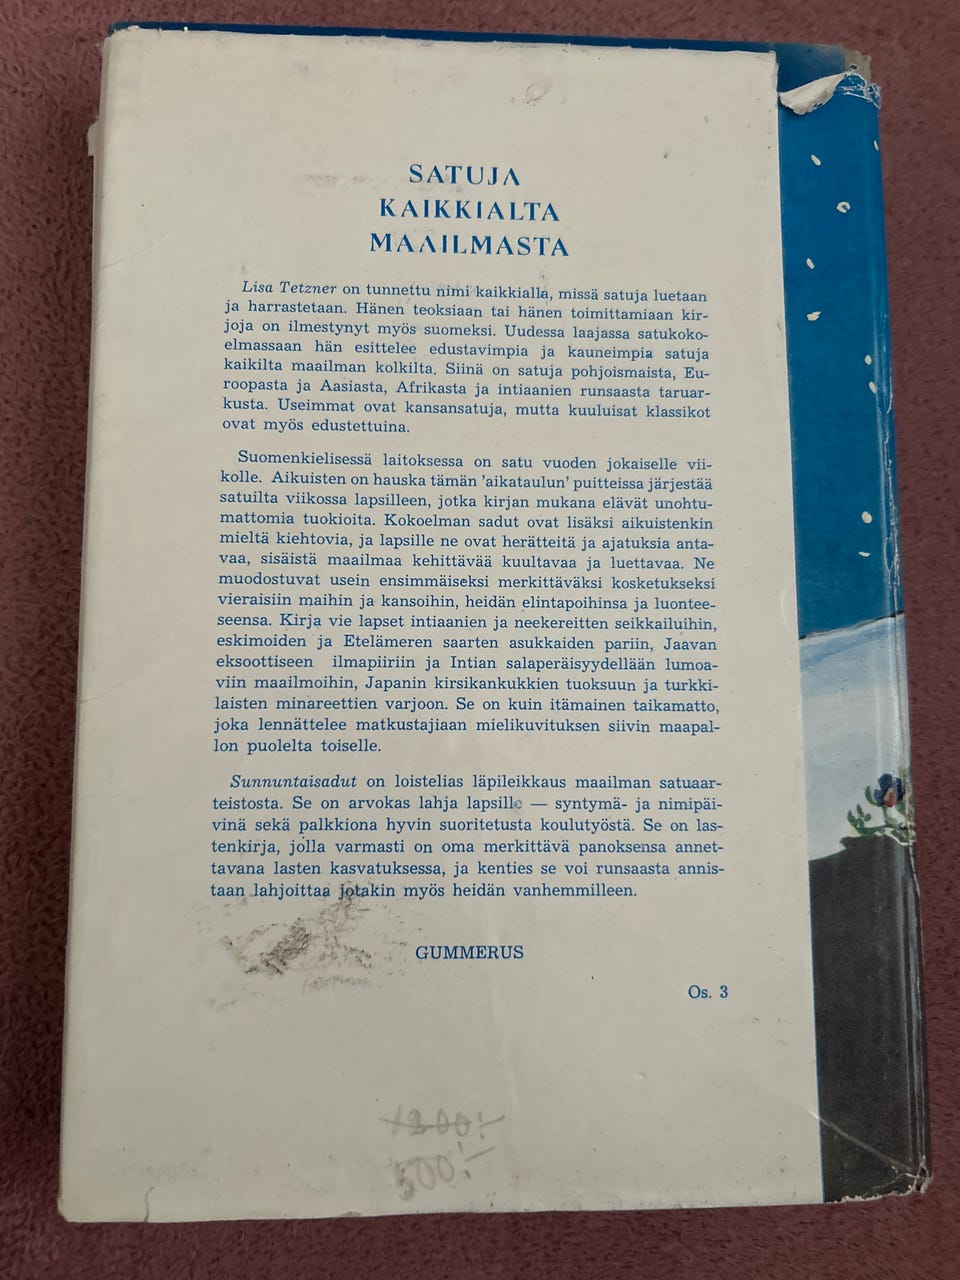 SATUJA
KAIKKIALTA
MAAILMASTA
Lisa Tetzner on tunnettu nimi kaikkialla, missä satuja luetaan
ja harrastetaan. Hänen teoksiaan tai hänen toimittamiaan kir-
joja on ilmestynyt myös suomeksi. Uudessa laajassa satukoko-
elmassaan hän esittelee edustavimpia ja kauneimpia satuja
kaikilta maailman kolkilta. Siinä on satuja pohjoismaista, Eu-
roopasta ja Aasiasta, Afrikasta ja intiaanien runsaasta taruar-
kusta. Useimmat ovat kansansatuja, mutta kuuluisat klassikot
ovat myös edustettuina.
Suomenkielisessä laitoksessa on satu vuoden jokaiselle vii-
kolle. Aikuisten on hauska tämän 'aikataulun' puitteissa järjestää
satuilta viikossa lapsilleen, jotka kirjan mukana elävät unohtu-
mattomia tuokioita. Kokoelman sadut ovat lisäksi aikuistenkin
mieltä kiehtovia, ja lapsille ne ovat herätteitä ja ajatuksia anta-
vaa, sisäistä maailmaa kehittävää kuultavaa ja luettavaa. Ne
muodostuvat usein ensimmäiseksi merkittäväksi kosketukseksi
vieraisiin maihin ja kansoihin, heidän elintapoihinsa ja luontee-
seensa. Kirja vie lapset intiaanien ja neekereitten seikkailuihin,
eskimoiden ja Etelämeren saarten asukkaiden pariin, Jaavan
eksoottiseen ilmapiiriin ja Intian salaperäisyydellään lumoa-
viin maailmoihin, Japanin kirsikankukkien tuoksuun ja turkki-
laisten minareettien varjoon. Se on kuin itämainen taikamatto,
joka lennättelee matkustajiaan mielikuvituksen siivin maapal-
lon puolelta toiselle.
Sunnuntaisadut on loistelias läpileikkaus maailman satuaar-
teistosta. Se on arvokas lahja lapsille — syntymä- ja nimipäi-
vinä sekä palkkiona hyvin suoritetusta koulutyöstä. Se on las-
tenkirja, jolla varmasti on oma merkittävä panoksensa annet-
tavana lasten kasvatuksessa, ja kenties se voi runsaasta annis-
taan lahjoittaa jotakin myös heidän vanhemmilleen.
GUMMERUS
Os. 3
500:-